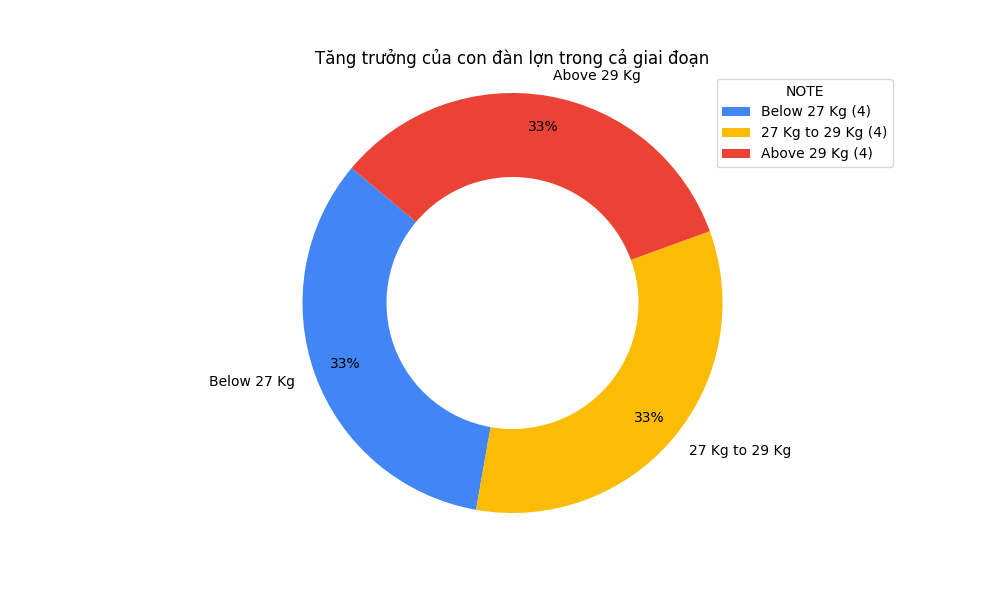 Tăng trưởng của con đàn lợn trong cả giai đoạn
Above 29 Kg
NOTE
Below 27 Kg (4)
27 Kg to 29 Kg (4)
Above 29 Kg (4)
33%
33%
Below 27 Kg
33%
27 Kg to 29 Kg